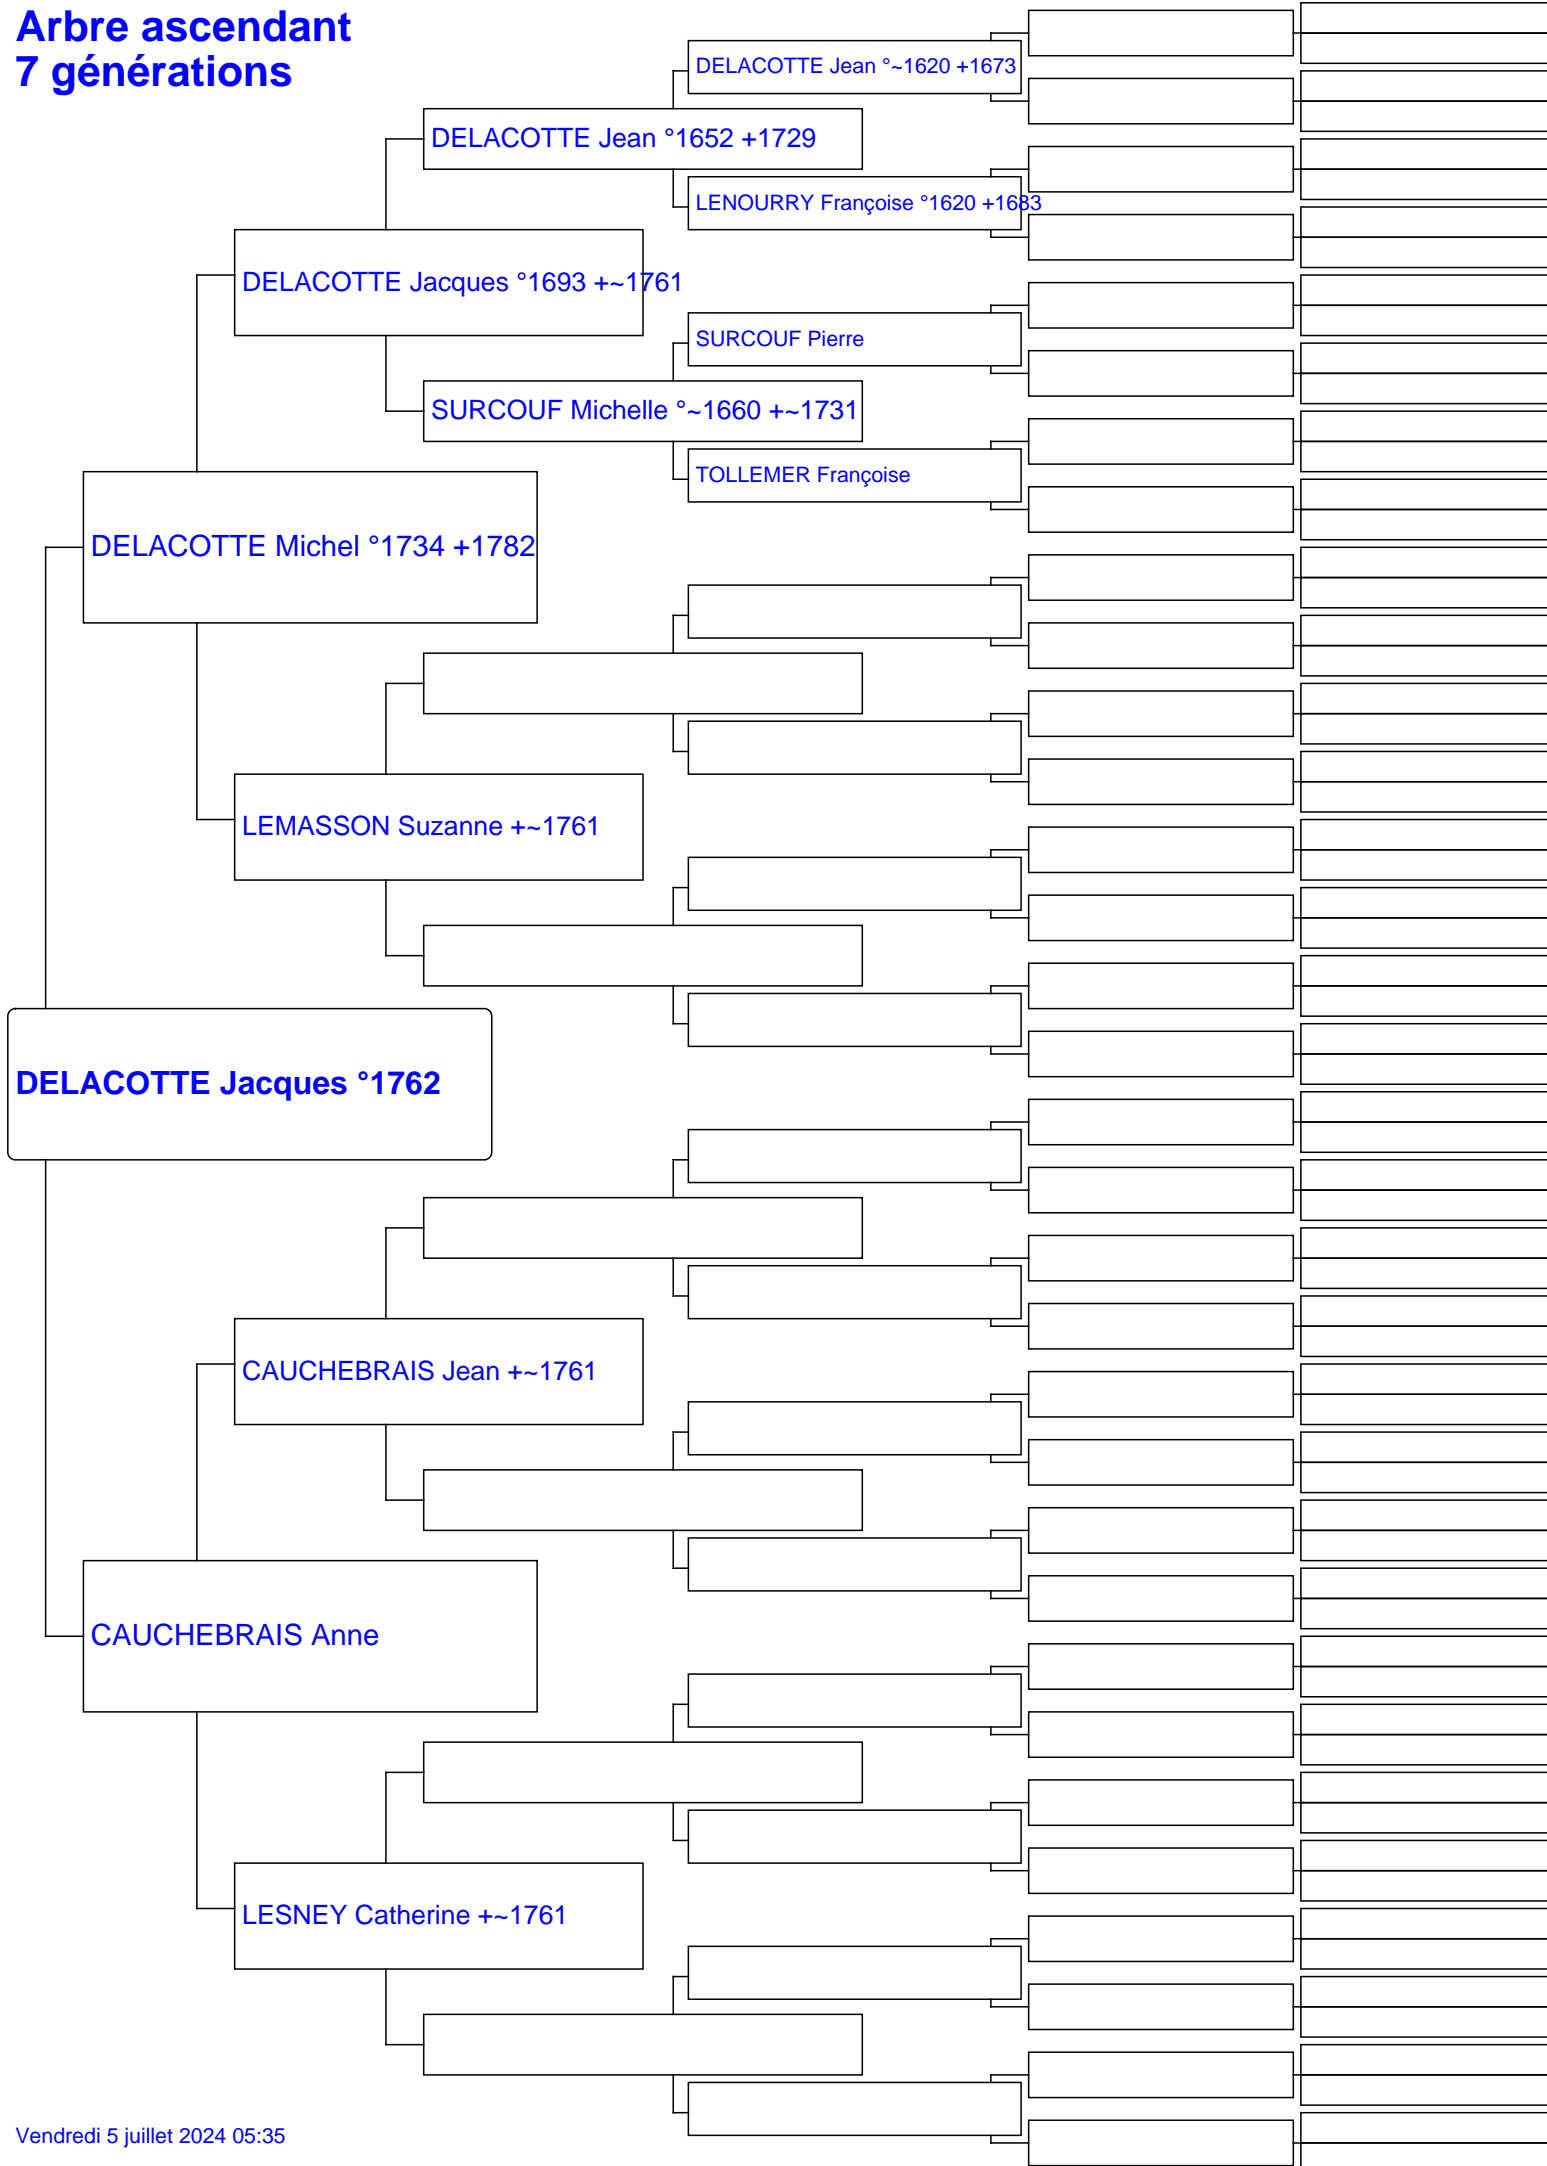 Arbre ascendant
7 générations
DELACOTTE Jean °~1620 +1673
DELACOTTE Jean °1652 +1729
LENOURRY Françoise °1620 +1683
DELACOTTE Jacques °1693 +~1761
SURCOUF Pierre
SURCOUF Michelle °~1660 +~1731
TOLLEMER Françoise
DELACOTTE Michel °1734 +1782
LEMASSON Suzanne +~1761
DELACOTTE Jacques °1762
CAUCHEBRAIS Jean +~1761
CAUCHEBRAIS Anne
LESNEY Catherine +~1761
Vendredi 5 juillet 2024 05:35